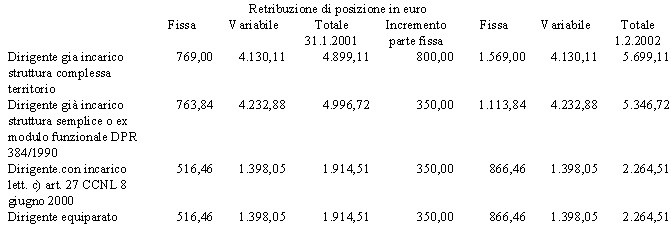 Retribuzione di posizione in euro
Fissa Variabile Totale Incremento Fissa Variabile Totale
31.1.2001 parte fissa 1.2.2002
Dirigente gia incarico 769,00 4.130,11 4.899,11 800,00 1.569,00 4.130,11 5.699,11
struttura complessa
territorio
Dirigente già incarico 763,84 4.232,88 4.996,72 350,00 1.113,84 4.232,88 5.346,72
struttura semplice o ex
modulo funzionale DPR
384/1990
Dirigente.con incarico 516,46 1.398,05 1.914,51 350,00 866,46 1.398,05 2.264,51
lett. c) art. 27 CCNL 8
giugno 2000
Dirigente equiparato 516,46 1.398,05 1.914,51 350,00 866,46 1.398,05 2.264,51